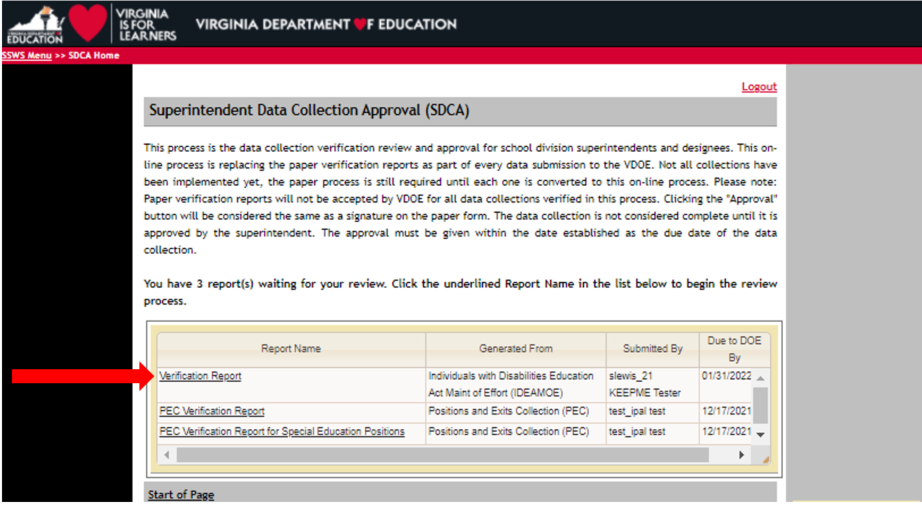 VIRGINIA
IS FOR
LEARNERS
EDUCATION
VIRGINIA DEPARTMENT OF EDUCATION
SSWS Menu >> SDCA Home
Logout
Superintendent Data Collection Approval (SDCA)
This process is the data collection verification review and approval for school division superintendents and designees. This on-
line process is replacing the paper verification reports as part of every data submission to the VDOE. Not all collections have
been implemented yet, the paper process is still required until each one is converted to this on-line process. Please note:
Paper verification reports will not be accepted by VDOE for all data collections verified in this process. Clicking the "Approval"
button will be considered the same as a signature on the paper form. The data collection is not considered complete until it is
approved by the superintendent. The approval must be given within the date established as the due date of the data
collection.
You have 3 report(s) waiting for your review. Click the underlined Report Name in the list below to begin the review
process.
Report Name Generated From Submitted By Due to DOE
By
Verification Report Individuals with Disabilities Education slewis_21 01/31/2022
Act Maint of Effort (IDEAMOE) KEEPME Tester
PEC Verification Report Positions and Exits Collection (PEC) test_ipal test 12/17/2021
PEC Verification Report for Special Education Positions Positions and Exits Collection (PEC) test_ipal test 12/17/2021
Start of Page